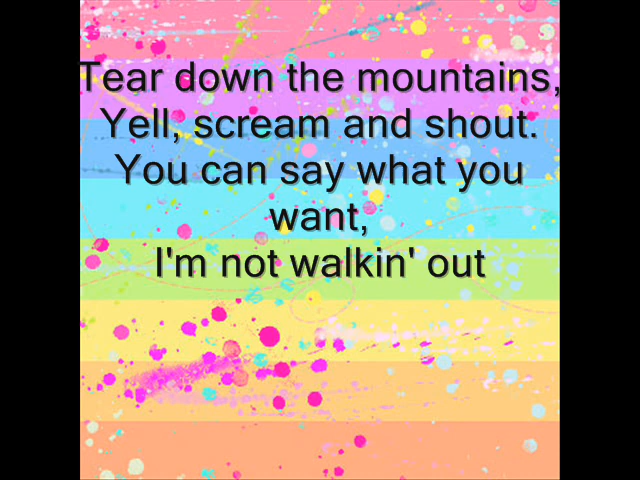 Tear down the mountains,
Yell, scream and shout.
You can say what you
want,
I'm not walkin' out